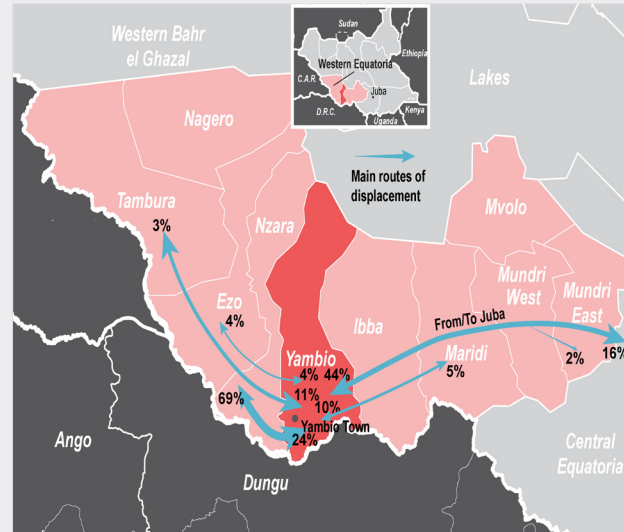 Western Bahr
el Ghazal
Sudan
Ethiopia
Western Equatoria
C.A.R.
Juba
D.R.C.
Uganda
Kenya
Lakes
Nagero
Main routes of
displacement
Tambura
3%
Nzara
Mvolo
Ezo
4%
Ibba
Mundri
West
Mundri
East
From/To Juba
Yambio
4%
44%
11%
10%
Maridi
5%
2%
16%
69%
Yambio Town
24%
Ango
Dungu
Central
Equatoria